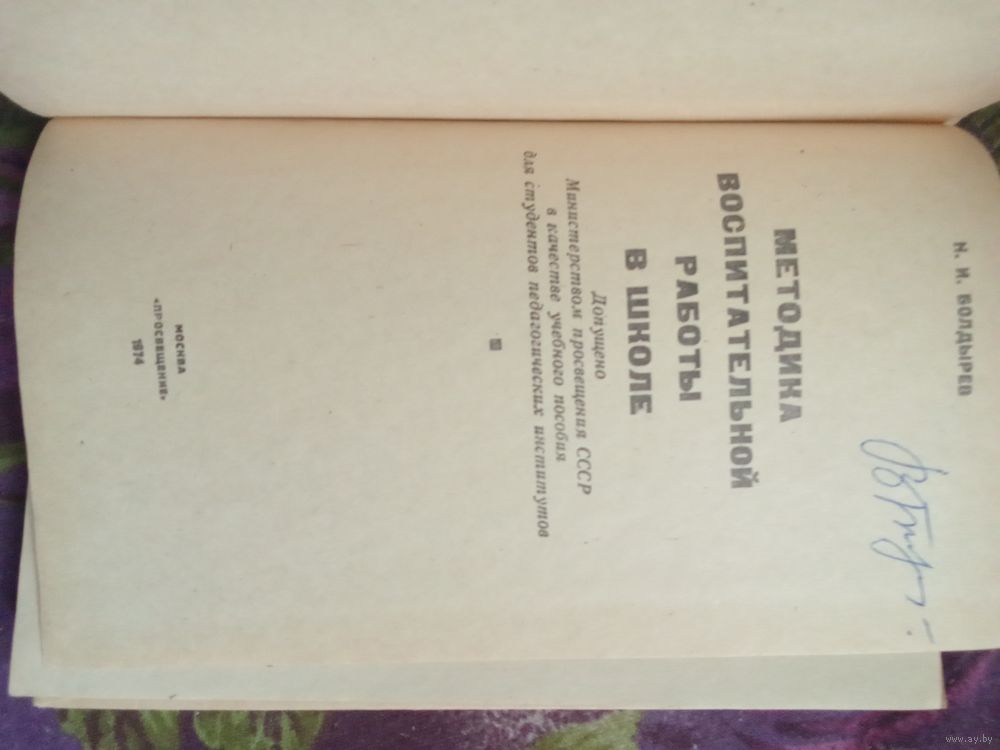 Н. И. БОЛДЫРЕВ
МЕТОДИКА
ВОСПИТАТЕЛЬНОЙ
РАБОТЫ
В ШКОЛЕ
Допущено
Министерством просвещения СССР
в качестве учебного пособия
для студентов педагогических институтов
МОСКВА
«ПРОСВЕЩЕНИЕ»
1974
www.ay.by